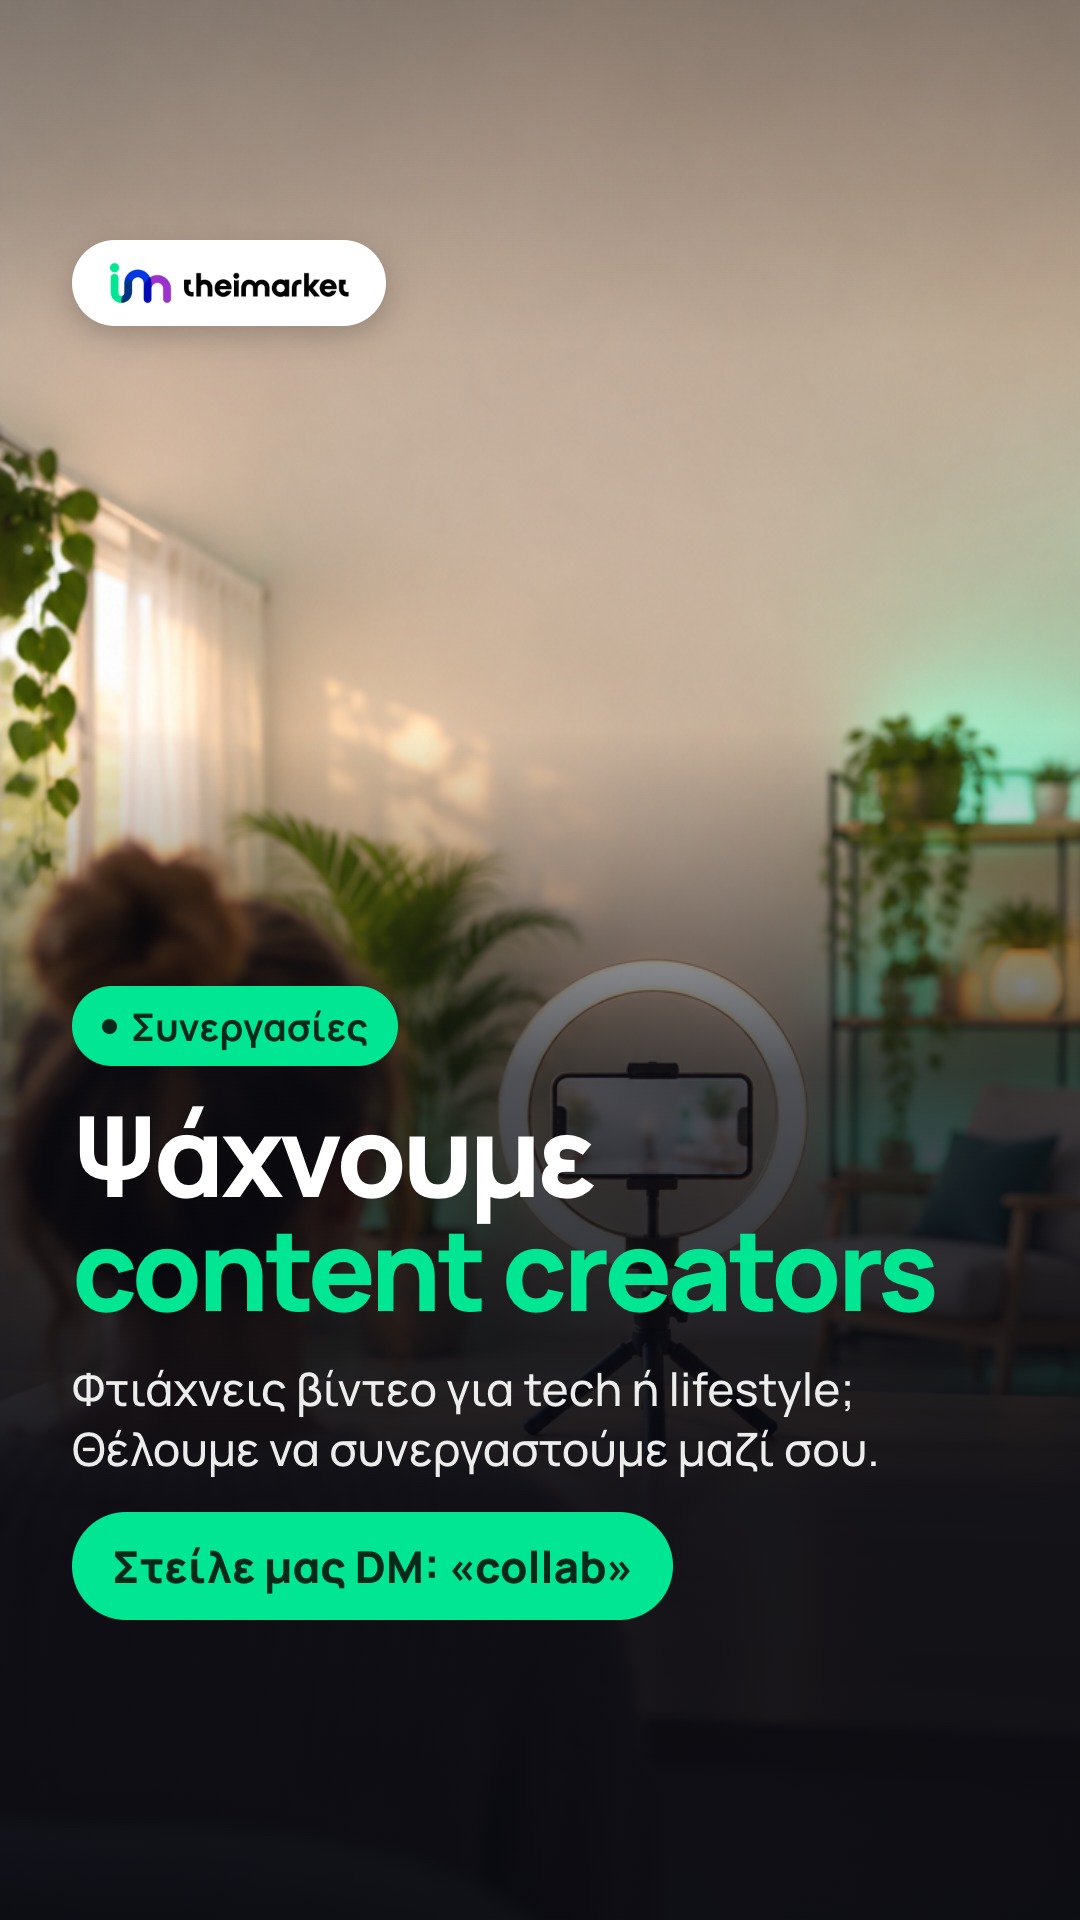 im theimarket
Συνεργασίες
Ψάχνουμε
content creators
Φτιάχνεις βίντεο για tech ή lifestyle;
Θέλουμε να συνεργαστούμε μαζί σου.
Στείλε μας DM: «collab»